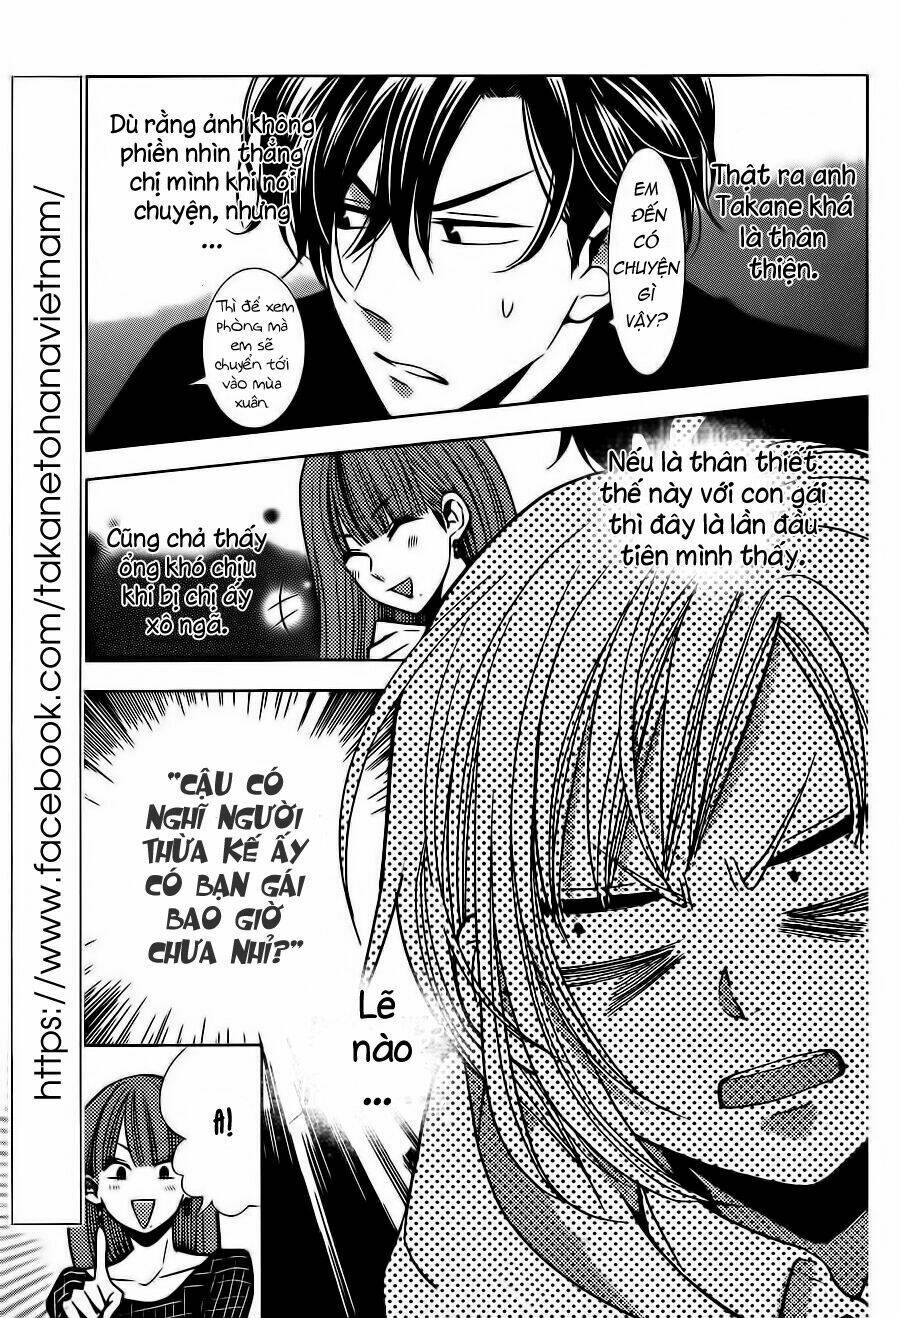 Thật ra anh
Takane khá
là thân
thiện.
EM
ĐẾN
CÓ
CHUYỆN
GÌ
VẬY?
Dù rằng ảnh không
phiền nhìn thẳng
chị mình khi nói
chuyện, nhưng
...
Thì để xem
phòng mà
em sẽ
chuyển tới
vào mùa
xuân
Nếu là thân thiết
thế này với con gái
thì đây là lần đầu
tiên mình thấy.
Cũng chả thấy
ổng khó chịu
khi bị chị ấy
xô ngã.
"CẬU CÓ
NGHĨ NGƯỜI
THỪA KẾ ẤY
CÓ BẠN GÁI
BAO GIỜ
CHƯA NHỈ?"
Lẽ
nào
...
A!
https://www.facebook.com/takanetohanavietnam/